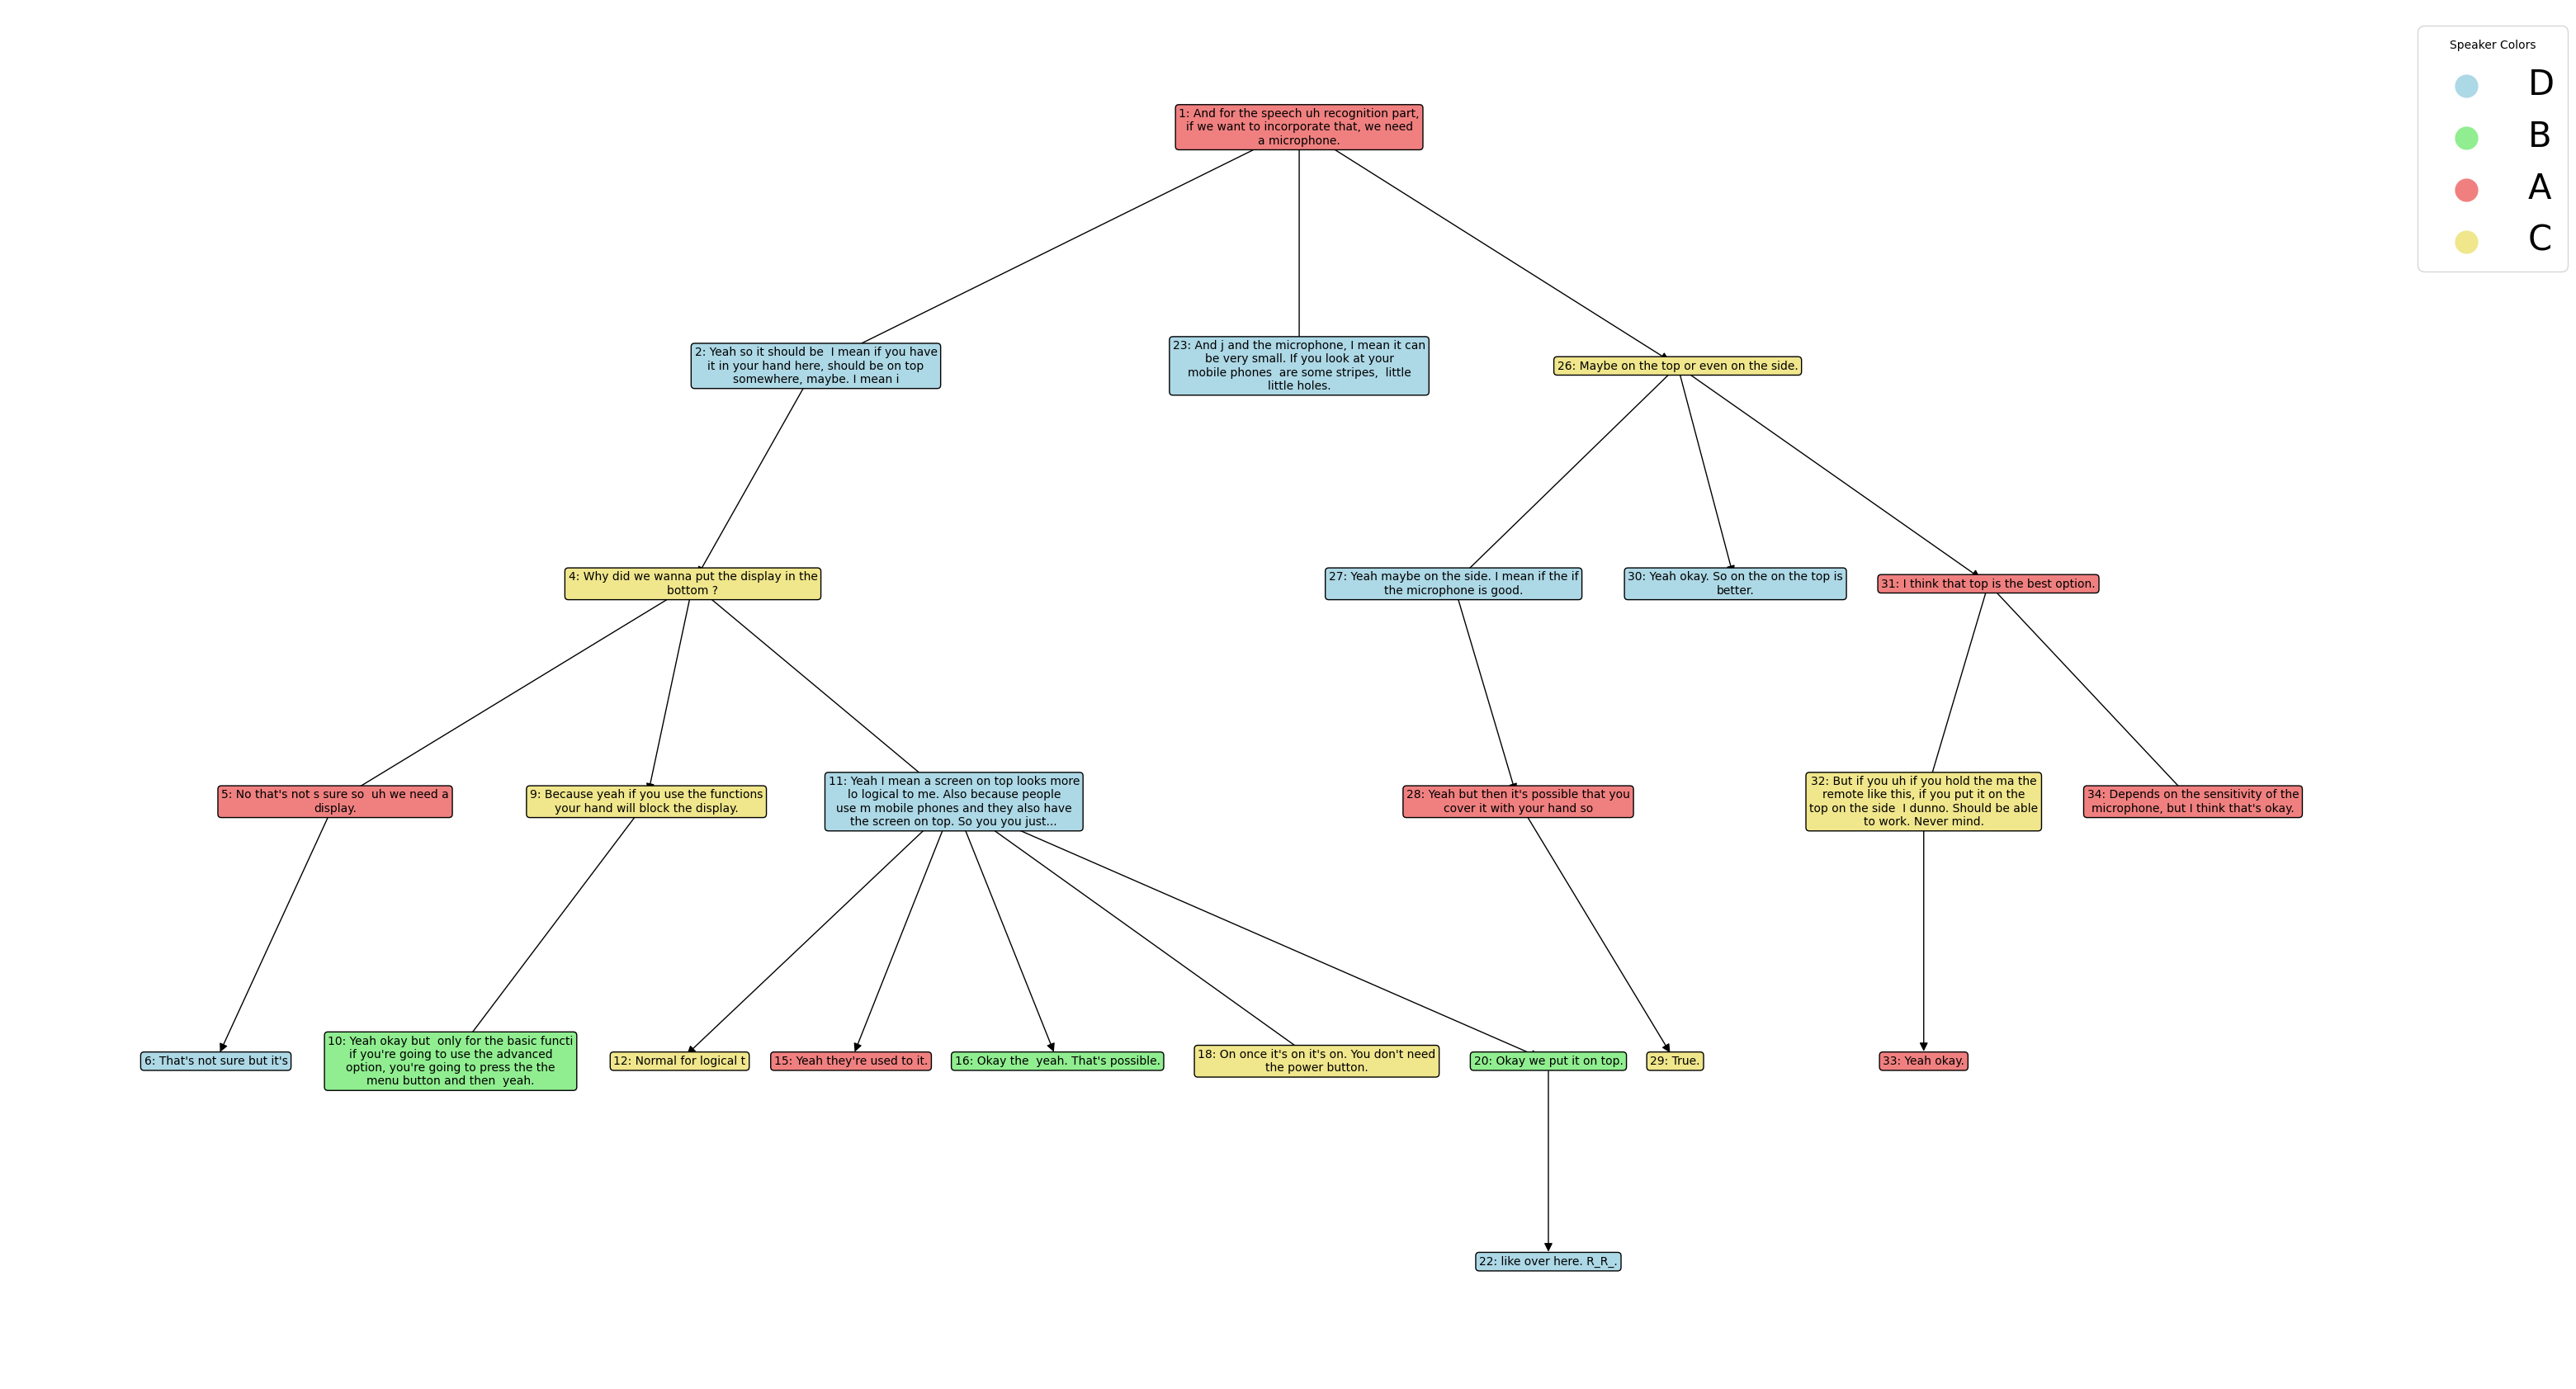 Speaker Colors
D
B
A
C
1: And for the speech uh recognition part,
if we want to incorporate that, we need
a microphone.
2: Yeah so it should be  I mean if you have
it in your hand here, should be on top
somewhere, maybe. I mean i
23: And j and the microphone, I mean it can
be very small. If you look at your
mobile phones  are some stripes,  little
little holes.
26: Maybe on the top or even on the side.
4: Why did we wanna put the display in the
bottom ?
27: Yeah maybe on the side. I mean if the if
the microphone is good.
30: Yeah okay. So on the on the top is
better.
31: I think that top is the best option.
5: No that's not s sure so  uh we need a
display.
9: Because yeah if you use the functions
your hand will block the display.
11: Yeah I mean a screen on top looks more
lo logical to me. Also because people
use m mobile phones and they also have
the screen on top. So you you just...
28: Yeah but then it's possible that you
cover it with your hand so
32: But if you uh if you hold the ma the
remote like this, if you put it on the
top on the side  I dunno. Should be able
to work. Never mind.
34: Depends on the sensitivity of the
microphone, but I think that's okay.
6: That's not sure but it's
10: Yeah okay but  only for the basic functi
if you're going to use the advanced
option, you're going to press the the
menu button and then  yeah.
12: Normal for logical t
15: Yeah they're used to it.
16: Okay the  yeah. That's possible.
18: On once it's on it's on. You don't need
the power button.
20: Okay we put it on top.
29: True.
33: Yeah okay.
22: like over here. R_R_.